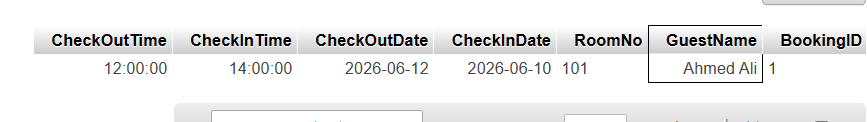 CheckOutTime CheckInTime CheckOutDate CheckInDate RoomNo GuestName BookingID
12:00:00 14:00:00 2026-06-12 2026-06-10 101 Ahmed Ali 1